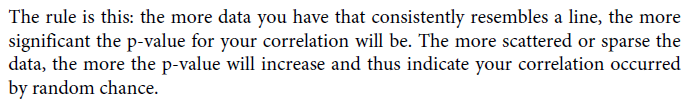 The rule is this: the more data you have that consistently resembles a line, the more
significant the p-value for your correlation will be. The more scattered or sparse the
data, the more the p-value will increase and thus indicate your correlation occurred
by random chance.